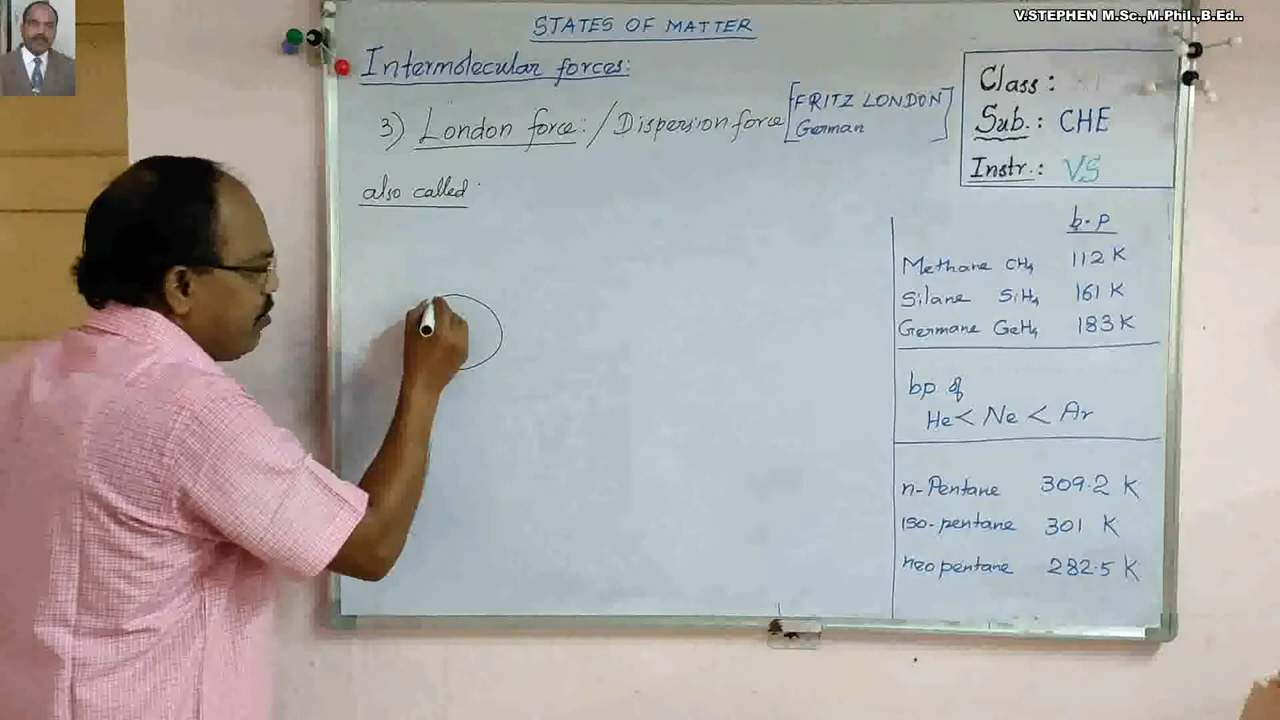 V.STEPHEN M.Sc.,M.Phil.,B.Ed..
STATES OF MATTER
Intermolecular forces:
3) London force: / Dispersion force [FRITZ LONDON
German]
also called
Class: XI
Sub.: CHE
Instr.: VS
b.p
Methane CH4 112 K
Silane SiH4 161 K
Germane GeH4 183 K
bp of
He < Ne < Ar
n-Pentane 309.2 K
Iso-pentane 301 K
neopentane 282.5 K